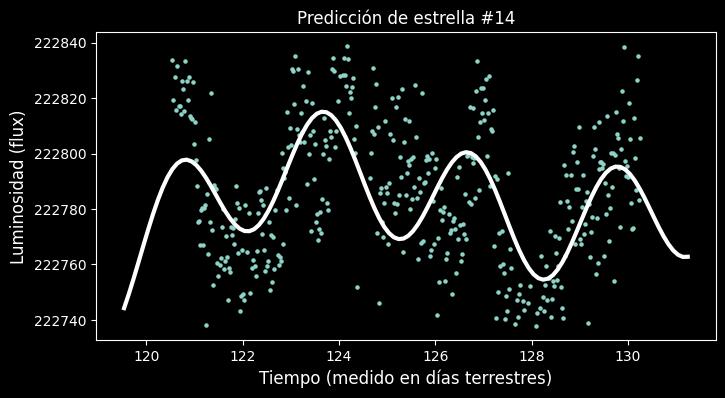 Predicción de estrella #14
222840
222820
222800
222780
222760
222740
Luminosidad (flux)
120 122 124 126 128 130
Tiempo (medido en días terrestres)